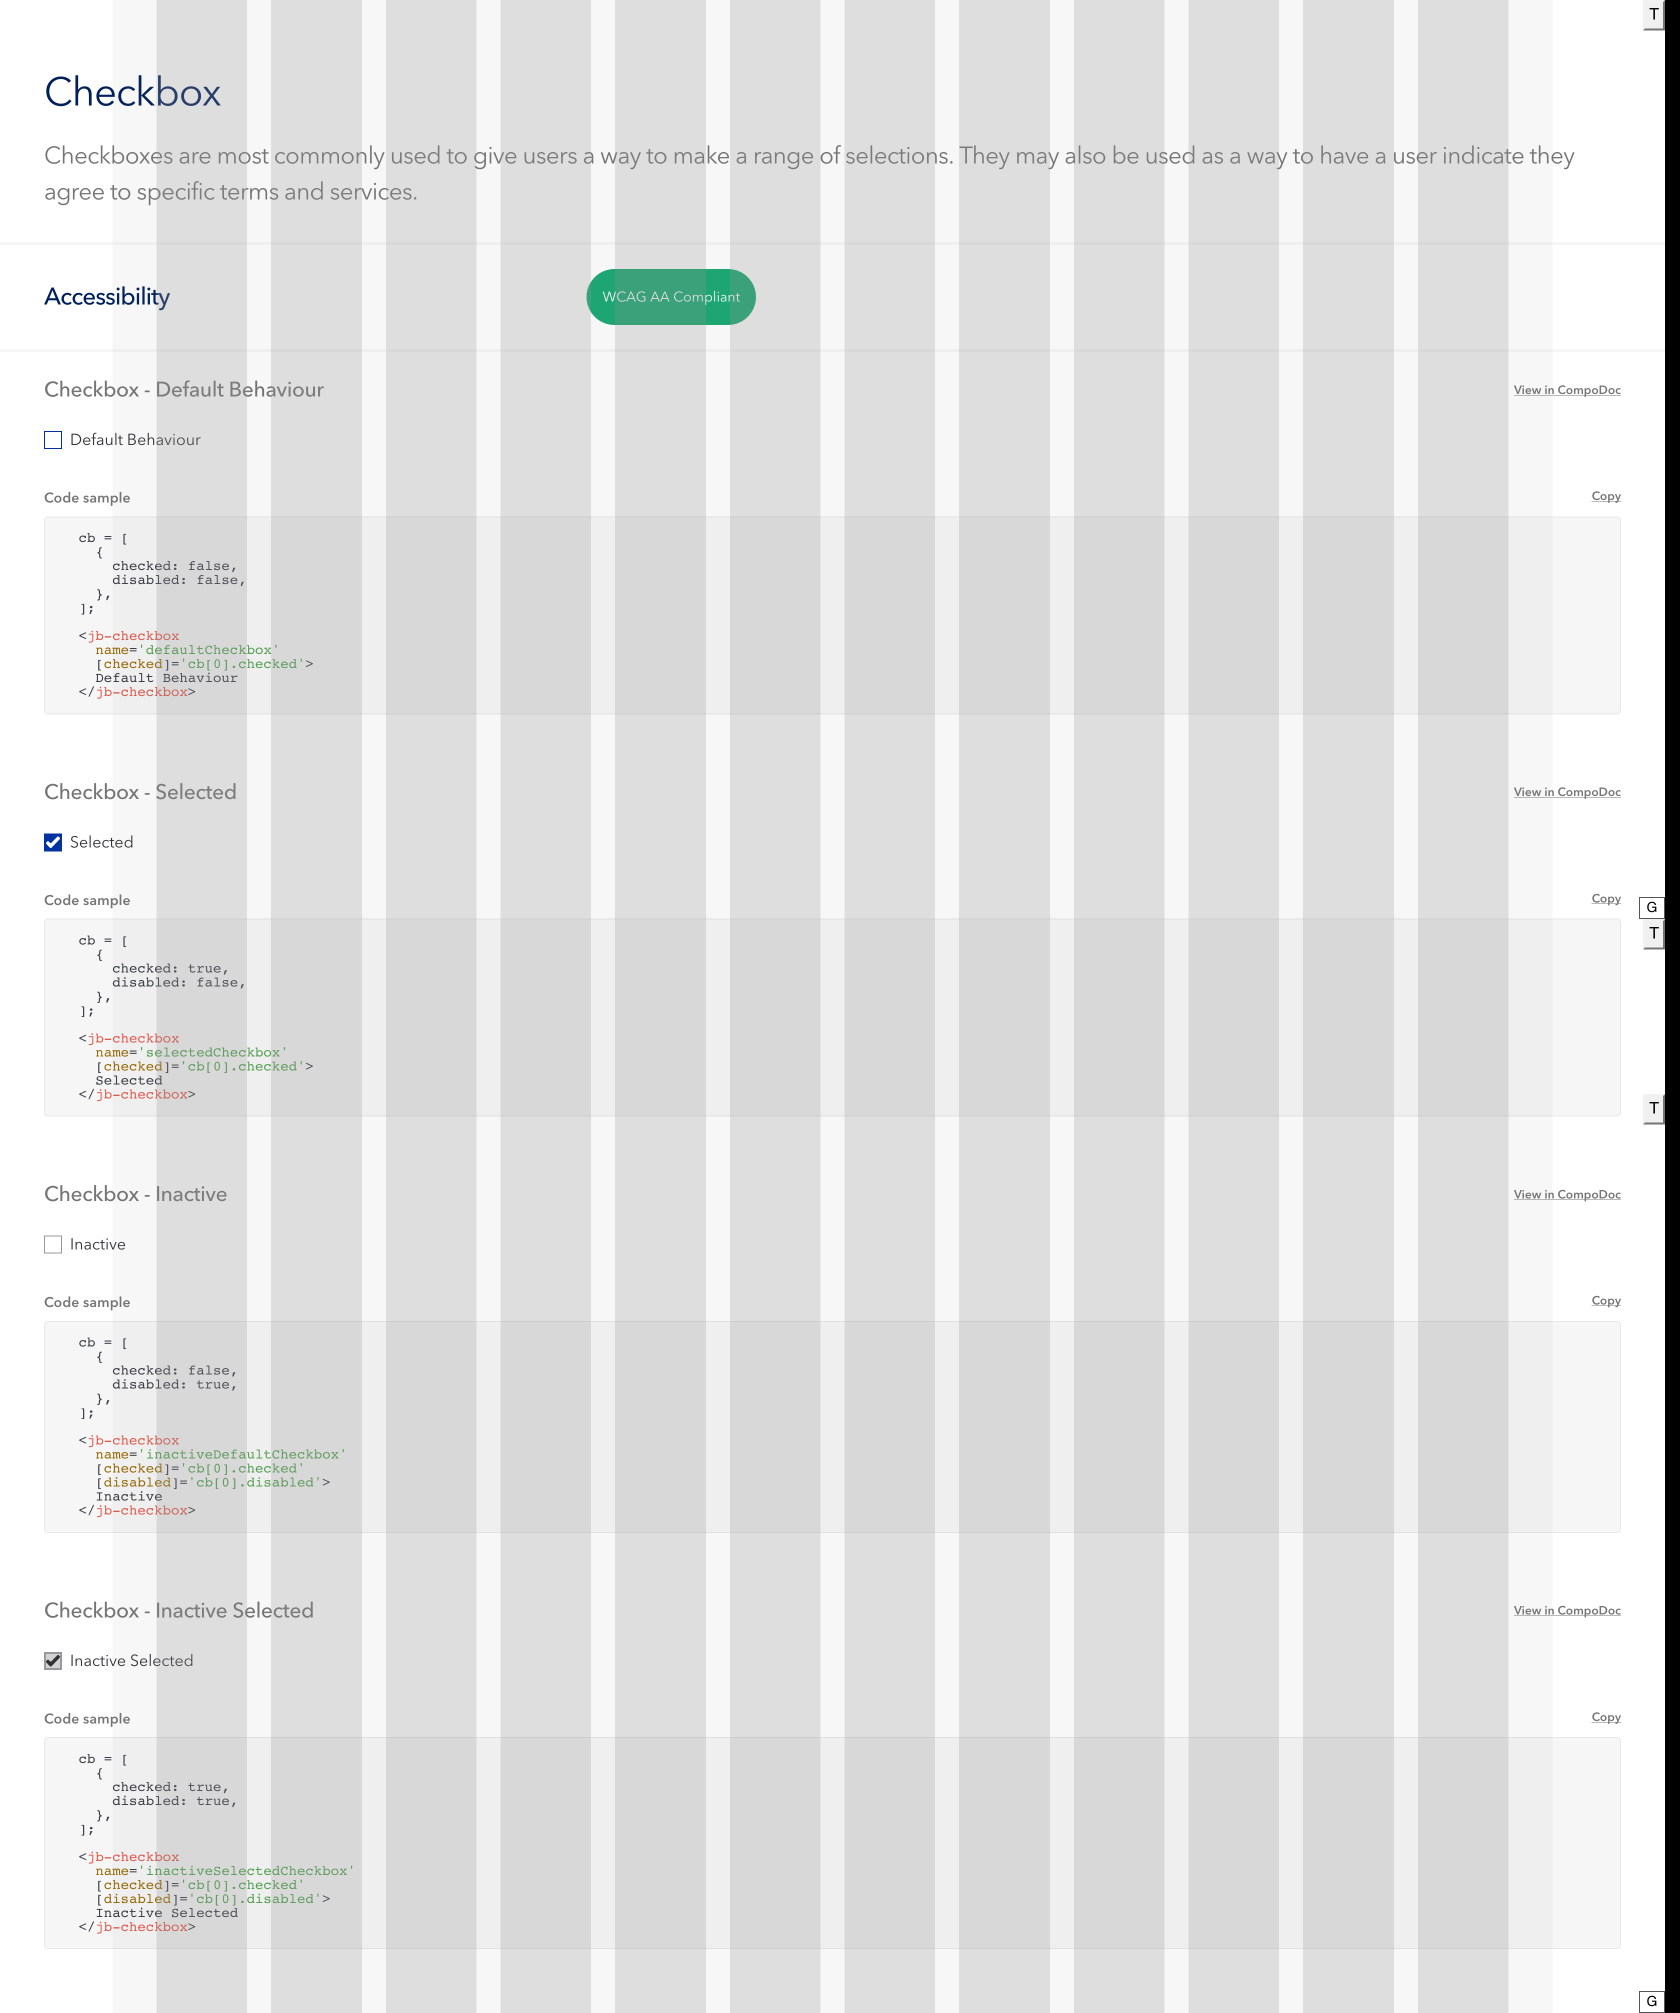 T
Checkbox
Checkboxes are most commonly used to give users a way to make a range of selections. They may also be used as a way to have a user indicate they
agree to specific terms and services.
Accessibility
WCAG AA Compliant
Checkbox - Default Behaviour
View in CompoDoc
Default Behaviour
Code sample
Copy
cb = [
{
checked: false,
disabled: false,
},
];
<jb-checkbox
name='defaultCheckbox'
[checked]='cb[0].checked'>
Default Behaviour
</jb-checkbox>
Checkbox - Selected
View in CompoDoc
Selected
Code sample
Copy
G
T
cb = [
{
checked: true,
disabled: false,
},
];
<jb-checkbox
name='selectedCheckbox'
[checked]='cb[0].checked'>
Selected
</jb-checkbox>
T
Checkbox - Inactive
View in CompoDoc
Inactive
Code sample
Copy
cb = [
{
checked: false,
disabled: true,
},
];
<jb-checkbox
name='inactiveDefaultCheckbox'
[checked]='cb[0].checked'
[disabled]='cb[0].disabled'>
Inactive
</jb-checkbox>
Checkbox - Inactive Selected
View in CompoDoc
Inactive Selected
Code sample
Copy
cb = [
{
checked: true,
disabled: true,
},
];
<jb-checkbox
name='inactiveSelectedCheckbox'
[checked]='cb[0].checked'
[disabled]='cb[0].disabled'>
Inactive Selected
</jb-checkbox>
G